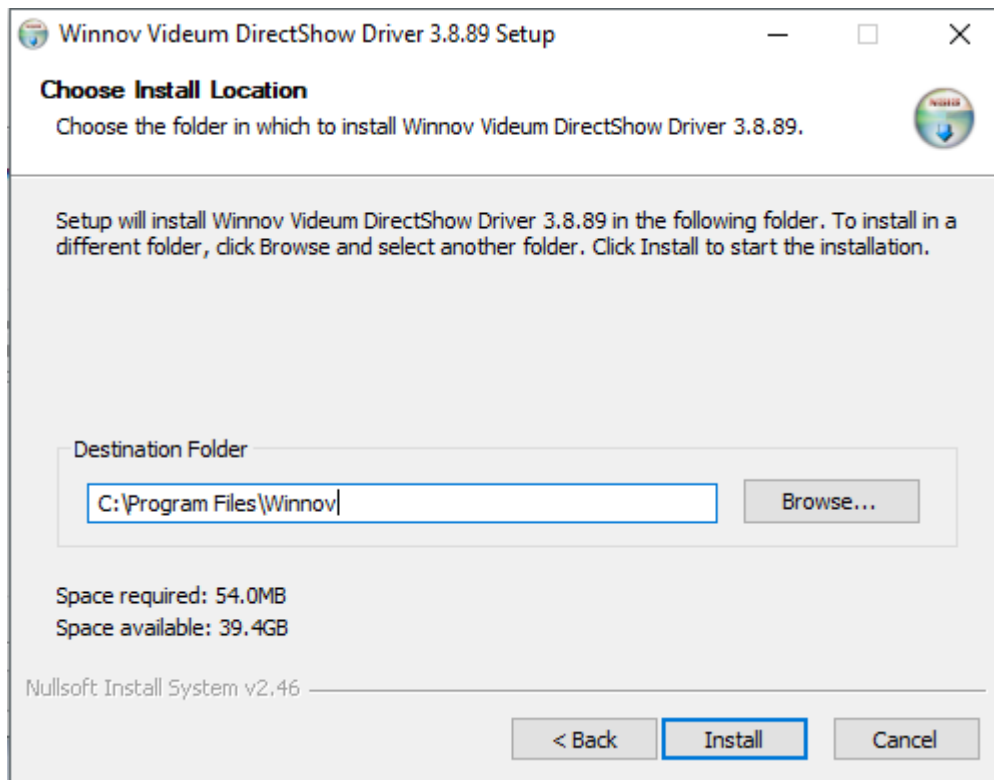 Winnov Videum DirectShow Driver 3.8.89 Setup
Choose Install Location
Choose the folder in which to install Winnov Videum DirectShow Driver 3.8.89.
Setup will install Winnov Videum DirectShow Driver 3.8.89 in the following folder. To install in a
different folder, click Browse and select another folder. Click Install to start the installation.
Destination Folder
C:\Program Files\Winnov
Browse...
Space required: 54.0MB
Space available: 39.4GB
Nullsoft Install System v2.46
< Back
Install
Cancel